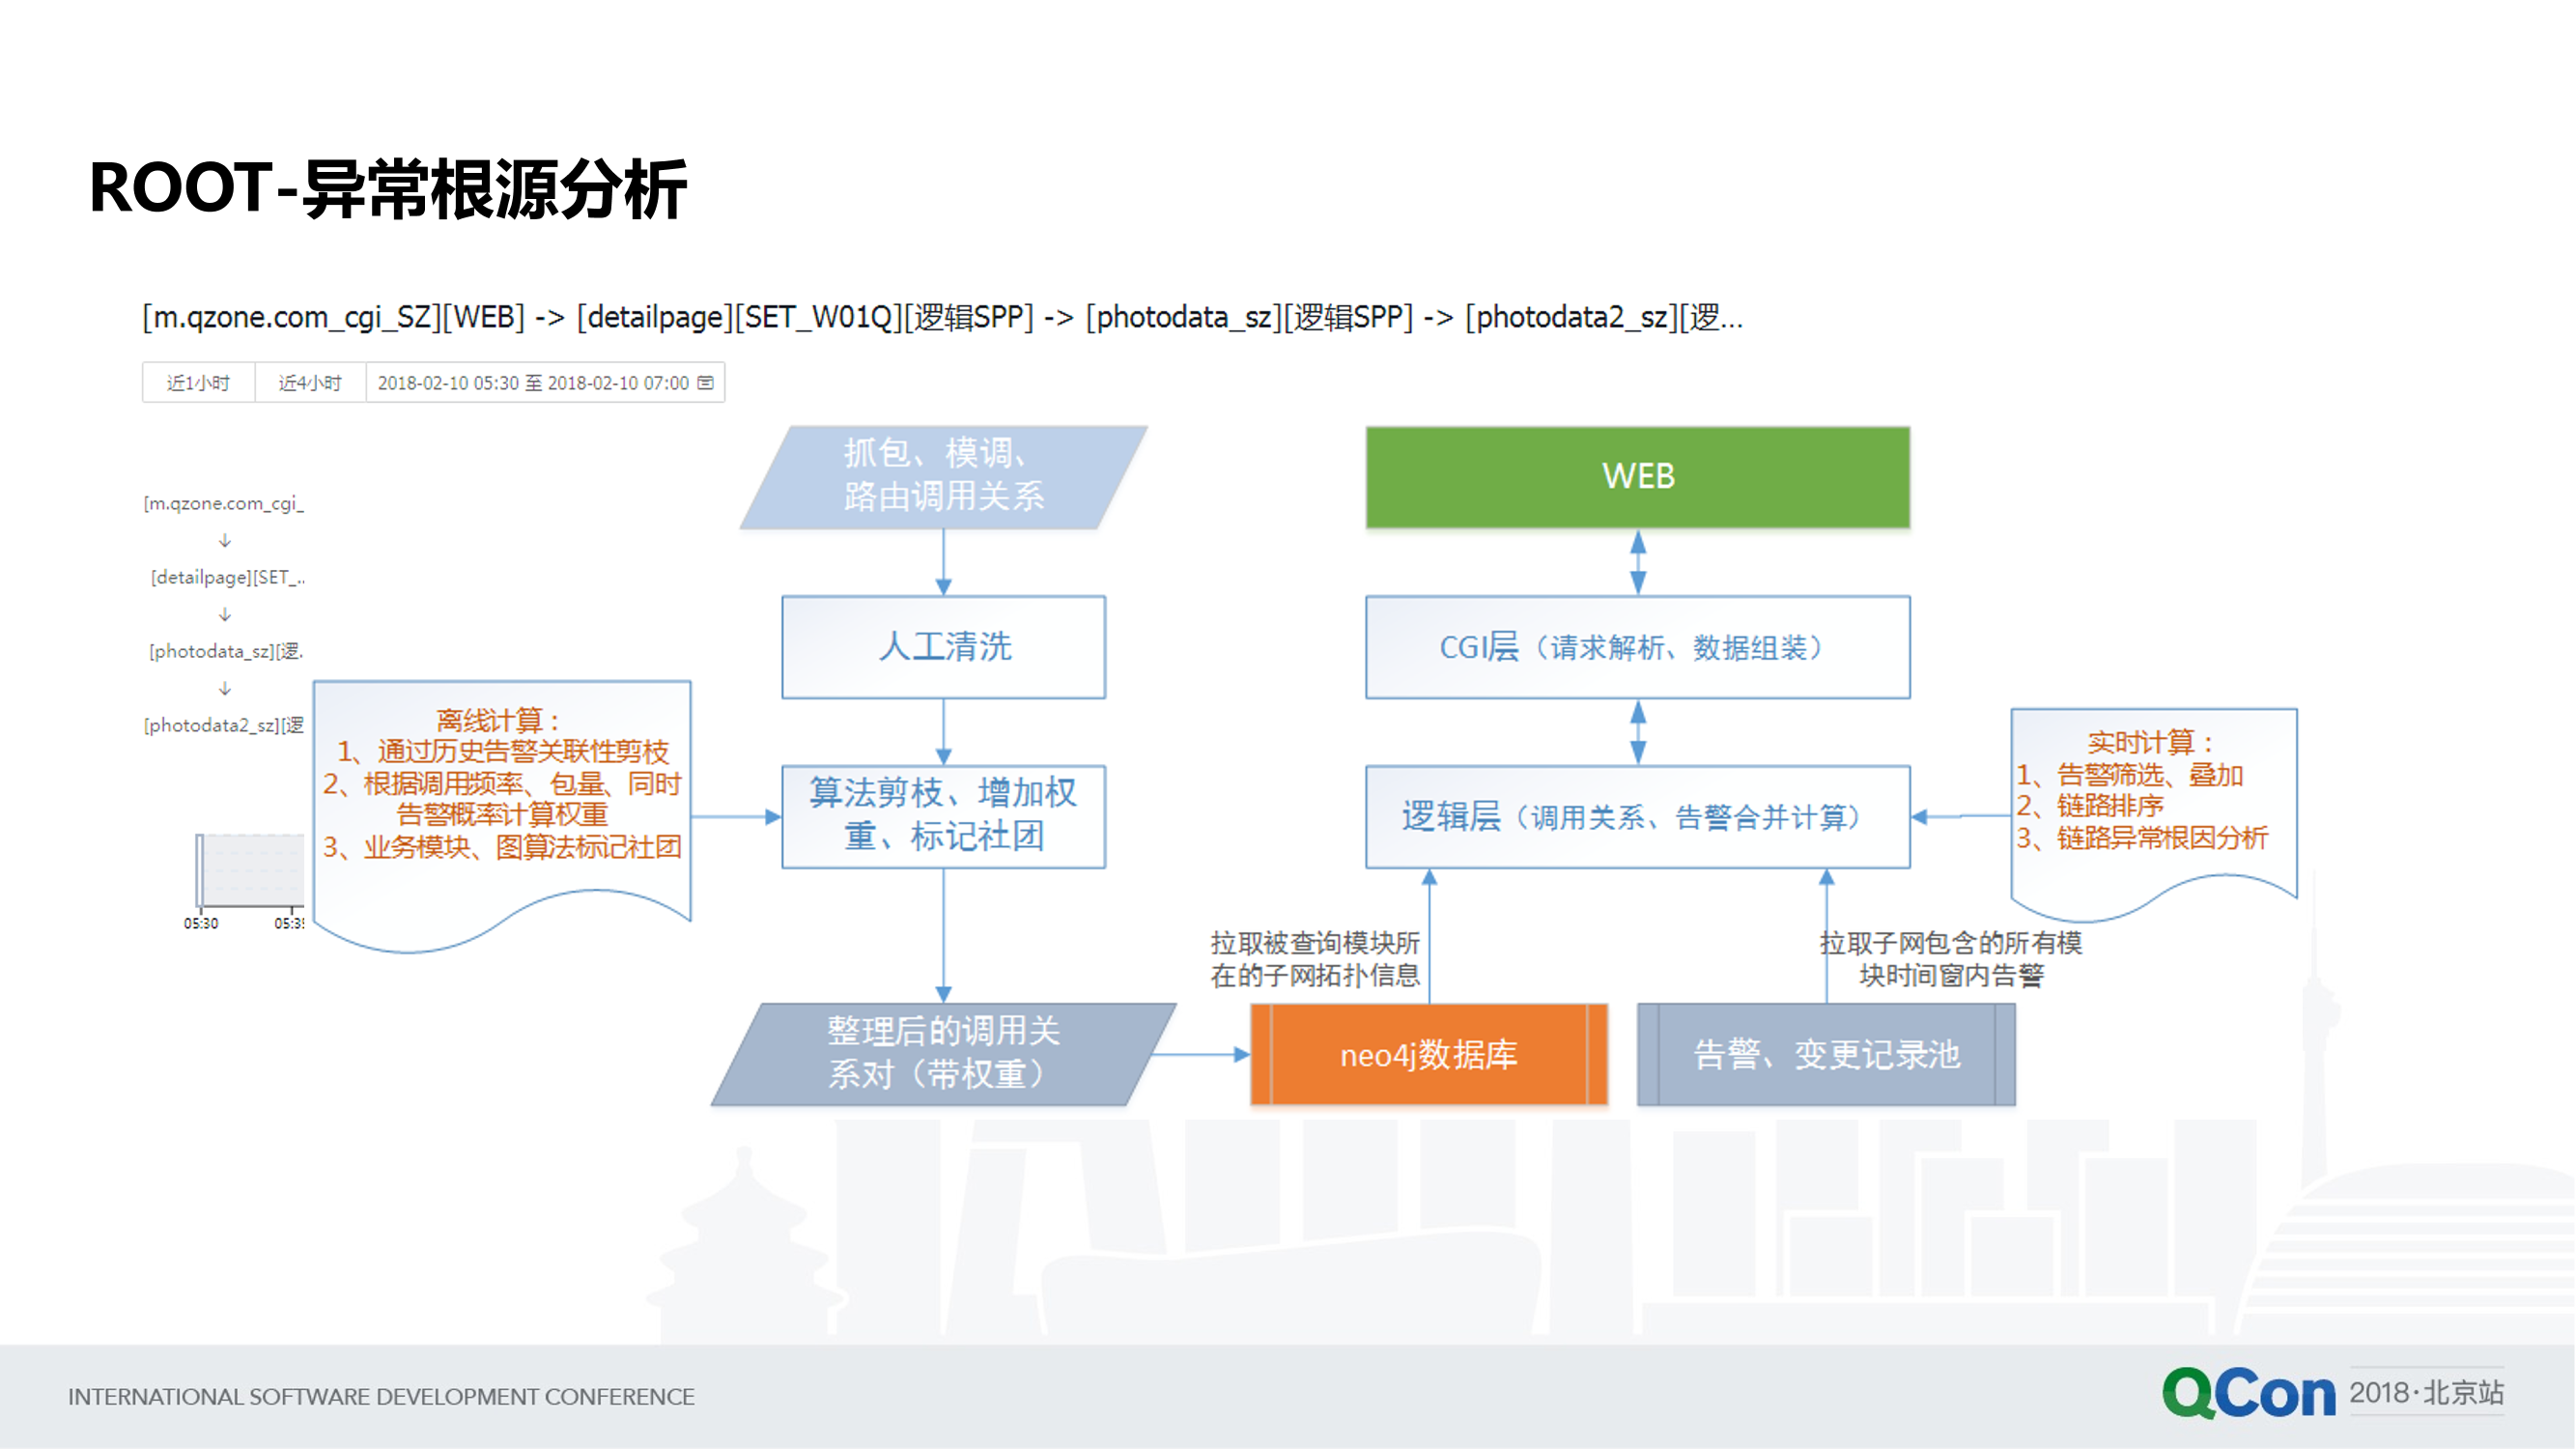 ROOT-异常根源分析
[m.qzone.com_cgi_SZ][WEB] -> [detailpage][SET_W01Q][逻辑SPP] -> [photodata_sz][逻辑SPP] -> [photodata2_sz][逻...
近1小时 近4小时 2018-02-10 05:30 至 2018-02-10 07:00
[m.qzone.com_cgi_
↓
[detailpage][SET_..
↓
[photodata_sz][逻.
↓
[photodata2_sz][逻
05:30 05:3
离线计算：
1、通过历史告警关联性剪枝
2、根据调用频率、包量、同时
告警概率计算权重
3、业务模块、图算法标记社团
抓包、模调、
路由调用关系
人工清洗
算法剪枝、增加权
重、标记社团
整理后的调用关
系对（带权重）
WEB
CGI层（请求解析、数据组装）
逻辑层（调用关系、告警合并计算）
实时计算：
1、告警筛选、叠加
2、链路排序
3、链路异常根因分析
拉取被查询模块所
在的子网拓扑信息
拉取子网包含的所有模
块时间窗内告警
neo4j数据库
告警、变更记录池
INTERNATIONAL SOFTWARE DEVELOPMENT CONFERENCE
QCon 2018·北京站